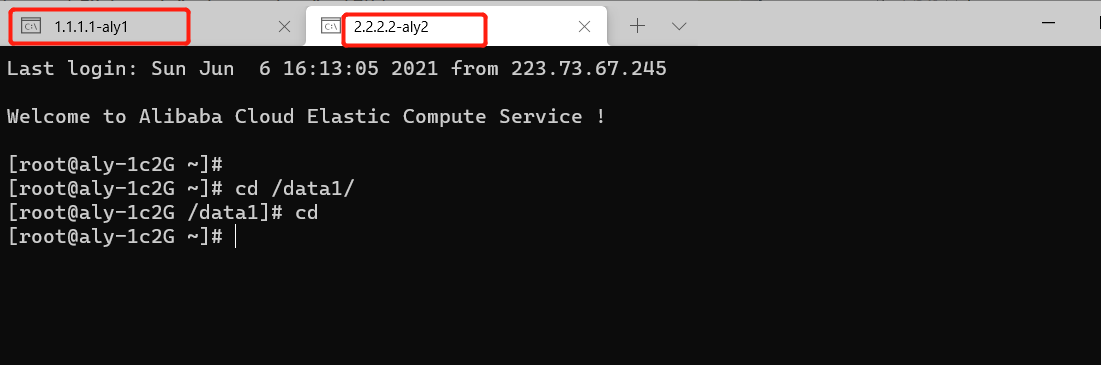 1.1.1.1-aly1
2.2.2.2-aly2
Last login: Sun Jun  6 16:13:05 2021 from 223.73.67.245
Welcome to Alibaba Cloud Elastic Compute Service !
[root@aly-1c2G ~]#
[root@aly-1c2G ~]# cd /data1/
[root@aly-1c2G /data1]# cd
[root@aly-1c2G ~]#